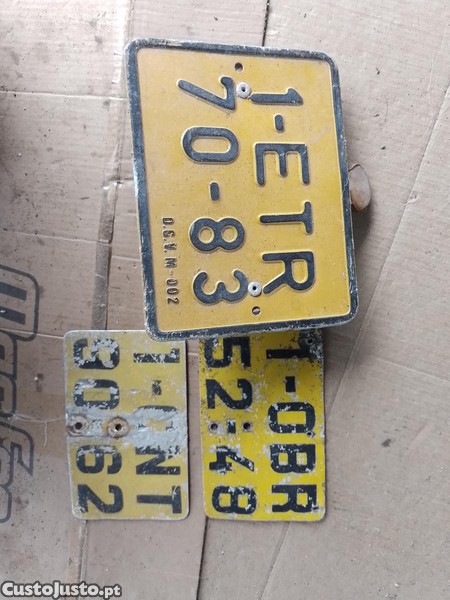 1-ETR
70-83
D.G.V. M-002
1-CNT
30-62
1-OBR
52-48
CustoJusto.pt